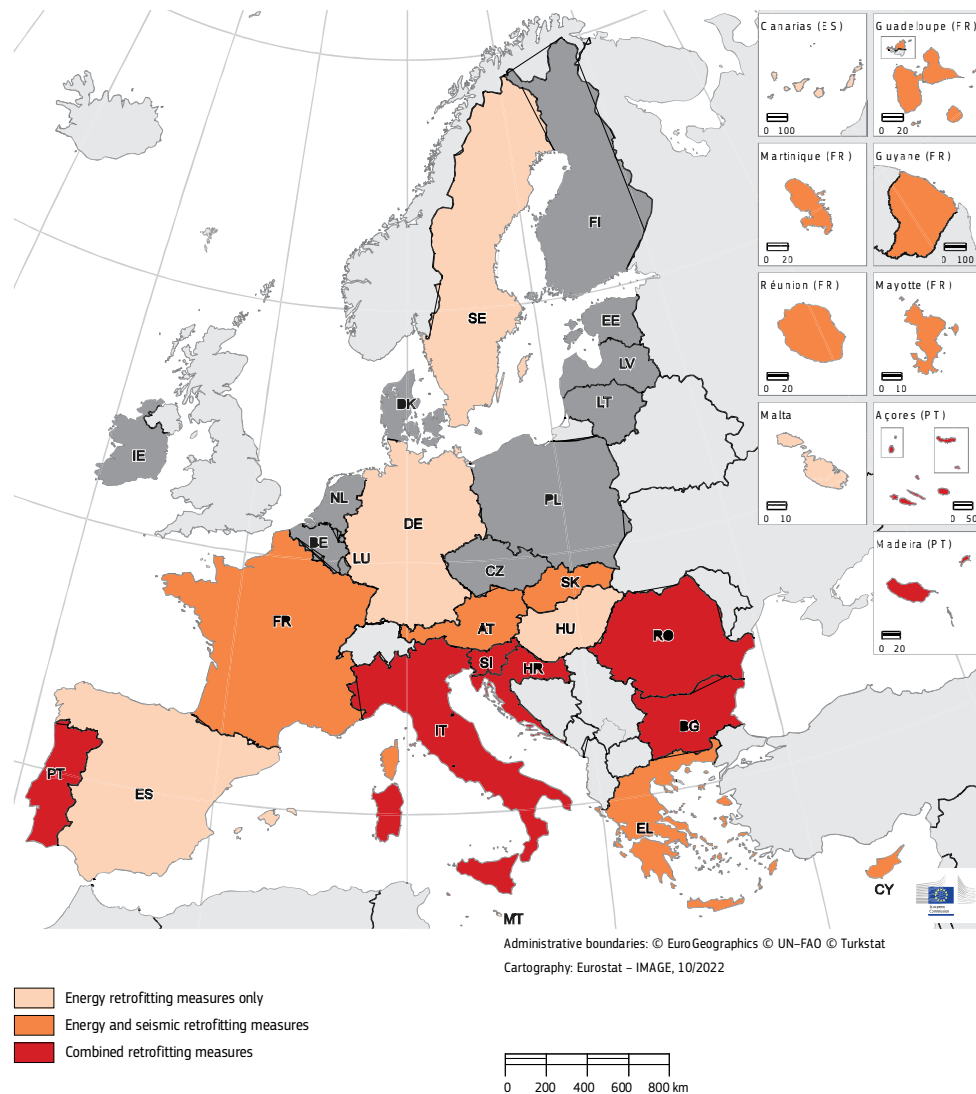 Canarias (ES)
0 100
Guadeloupe (FR)
0 20
Martinique (FR)
0 20
Guyane (FR)
0 100
Réunion (FR)
0 20
Mayotte (FR)
0 10
Malta
0 10
Açores (PT)
0 50
Madeira (PT)
0 20
FI
SE
EE
LV
LT
DK
IE
NL
PL
DE
BE
LU
CZ
SK
FR
AT
HU
RO
SI
HR
IT
BG
PT
ES
EL
CY
MT
European
Commission
Administrative boundaries: © EuroGeographics © UN–FAO © Turkstat
Cartography: Eurostat – IMAGE, 10/2022
Energy retrofitting measures only
Energy and seismic retrofitting measures
Combined retrofitting measures
0 200 400 600 800 km